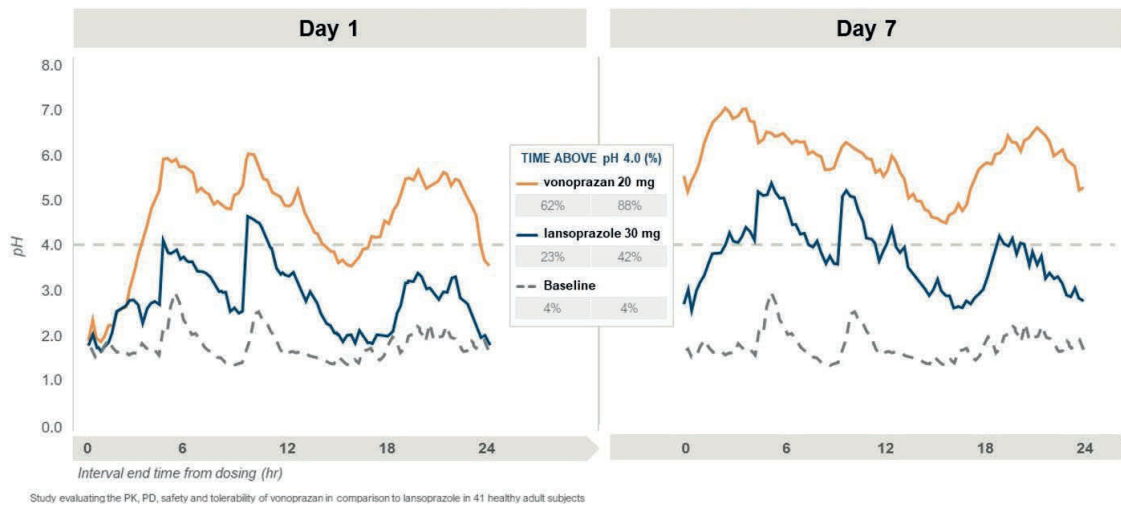 Day 1
Day 7
8.0
7.0
6.0
5.0
4.0
3.0
2.0
1.0
0.0
pH
TIME ABOVE pH 4.0 (%)
vonoprazan 20 mg
62% 88%
lansoprazole 30 mg
23% 42%
Baseline
4% 4%
0 6 12 18 24
0 6 12 18 24
Interval end time from dosing (hr)
Study evaluating the PK, PD, safety and tolerability of vonoprazan in comparison to lansoprazole in 41 healthy adult subjects